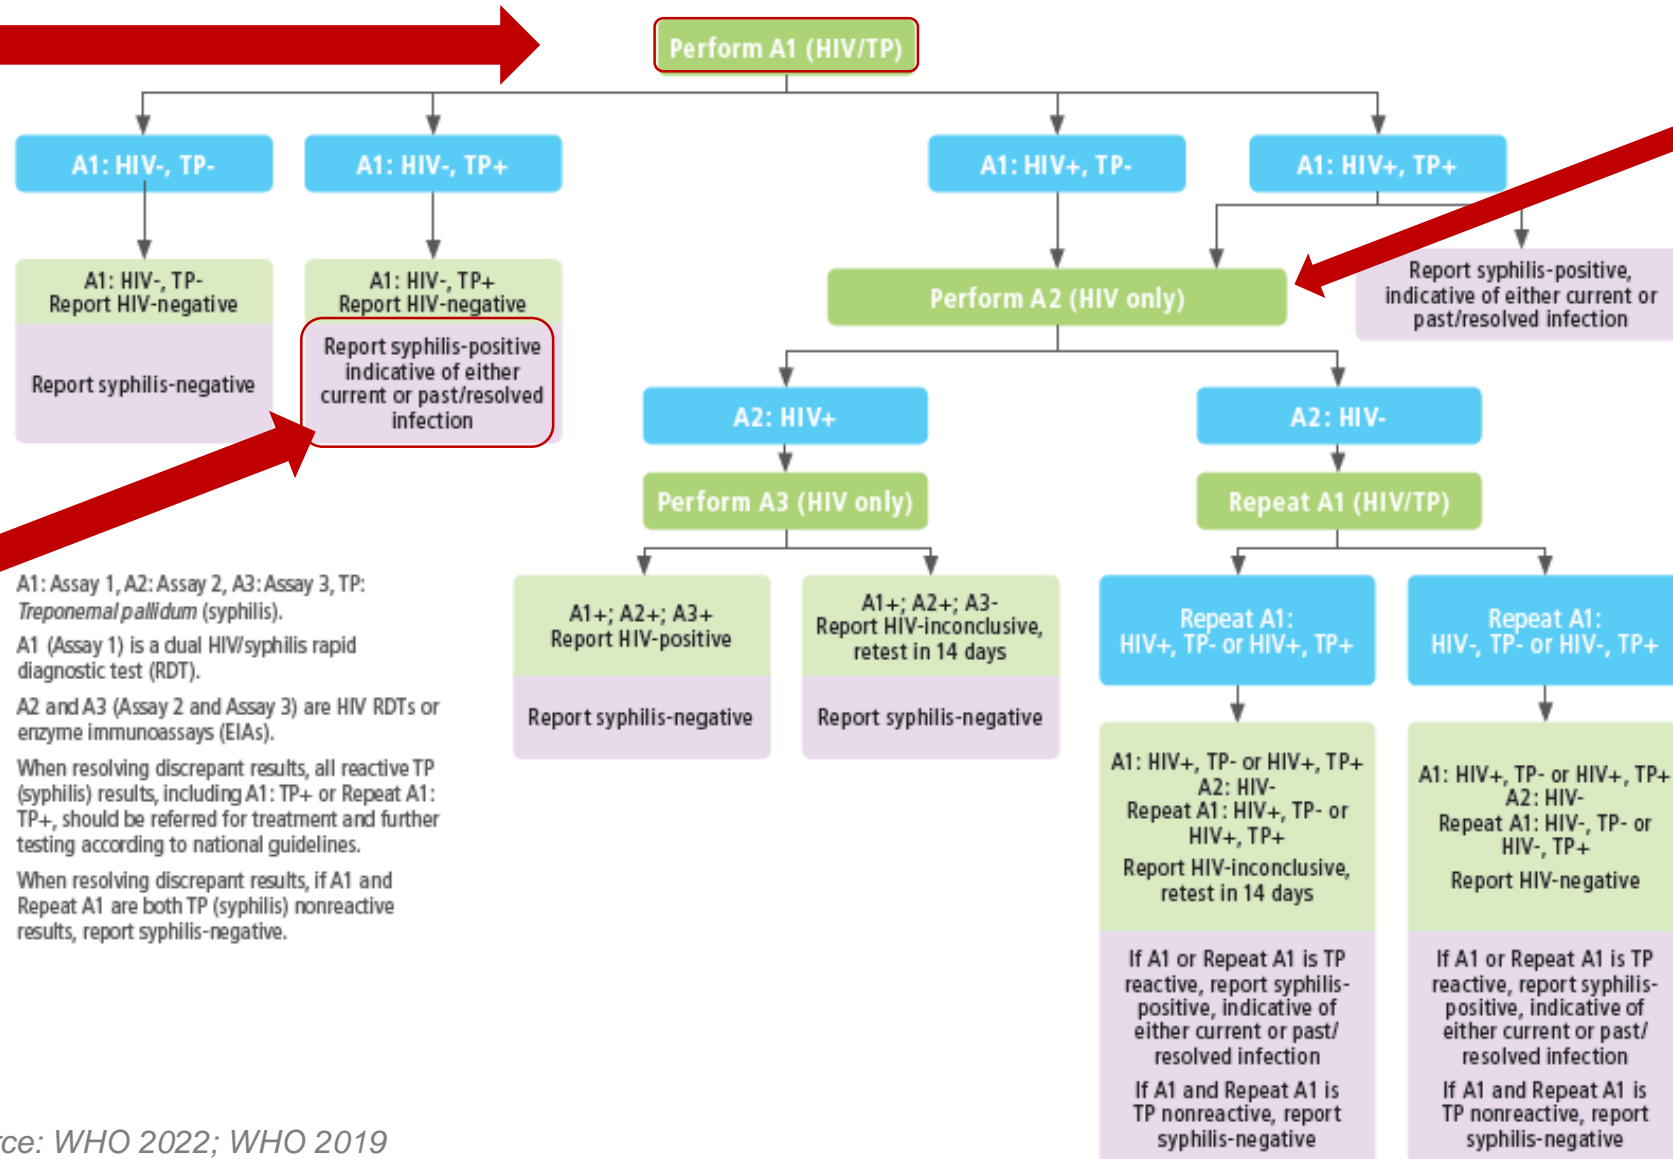 Perform A1 (HIV/TP)
A1: HIV-, TP-
A1: HIV-, TP+
A1: HIV+, TP-
A1: HIV+, TP+
A1: HIV-, TP-
Report HIV-negative
Report syphilis-negative
A1: HIV-, TP+
Report HIV-negative
Report syphilis-positive
indicative of either
current or past/resolved
infection
Perform A2 (HIV only)
Report syphilis-positive,
indicative of either current or
past/resolved infection
A2: HIV+
A2: HIV-
Perform A3 (HIV only)
Repeat A1 (HIV/TP)
A1+; A2+; A3+
Report HIV-positive
Report syphilis-negative
A1+; A2+; A3-
Report HIV-inconclusive,
retest in 14 days
Report syphilis-negative
Repeat A1:
HIV+, TP- or HIV+, TP+
Repeat A1:
HIV-, TP- or HIV-, TP+
A1: HIV+, TP- or HIV+, TP+
A2: HIV-
Repeat A1: HIV+, TP- or
HIV+, TP+
Report HIV-inconclusive,
retest in 14 days
If A1 or Repeat A1 is TP
reactive, report syphilis-
positive, indicative of
either current or past/
resolved infection
If A1 and Repeat A1 is
TP nonreactive, report
syphilis-negative
A1: HIV+, TP- or HIV+, TP+
A2: HIV-
Repeat A1: HIV-, TP- or
HIV-, TP+
Report HIV-negative
If A1 or Repeat A1 is TP
reactive, report syphilis-
positive, indicative of
either current or past/
resolved infection
If A1 and Repeat A1 is
TP nonreactive, report
syphilis-negative
A1: Assay 1, A2: Assay 2, A3: Assay 3, TP:
Treponemal pallidum (syphilis).
A1 (Assay 1) is a dual HIV/syphilis rapid
diagnostic test (RDT).
A2 and A3 (Assay 2 and Assay 3) are HIV RDTs or
enzyme immunoassays (EIAs).
When resolving discrepant results, all reactive TP
(syphilis) results, including A1: TP+ or Repeat A1:
TP+, should be referred for treatment and further
testing according to national guidelines.
When resolving discrepant results, if A1 and
Repeat A1 are both TP (syphilis) nonreactive
results, report syphilis-negative.
rce: WHO 2022; WHO 2019